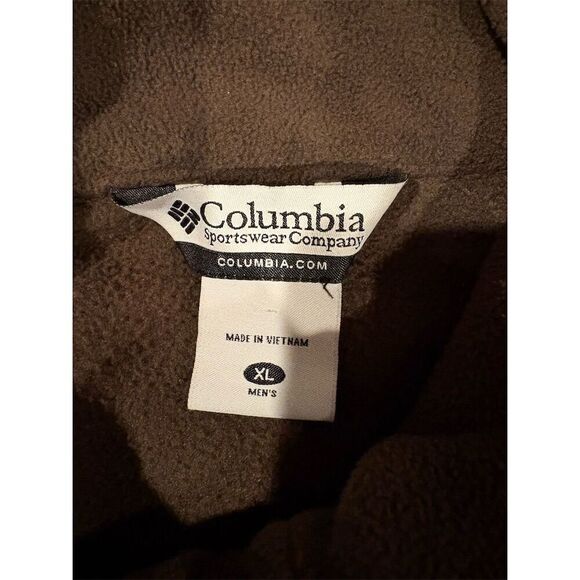 Columbia
Sportswear Company
COLUMBIA.COM
MADE IN VIETNAM
XL
MEN'S